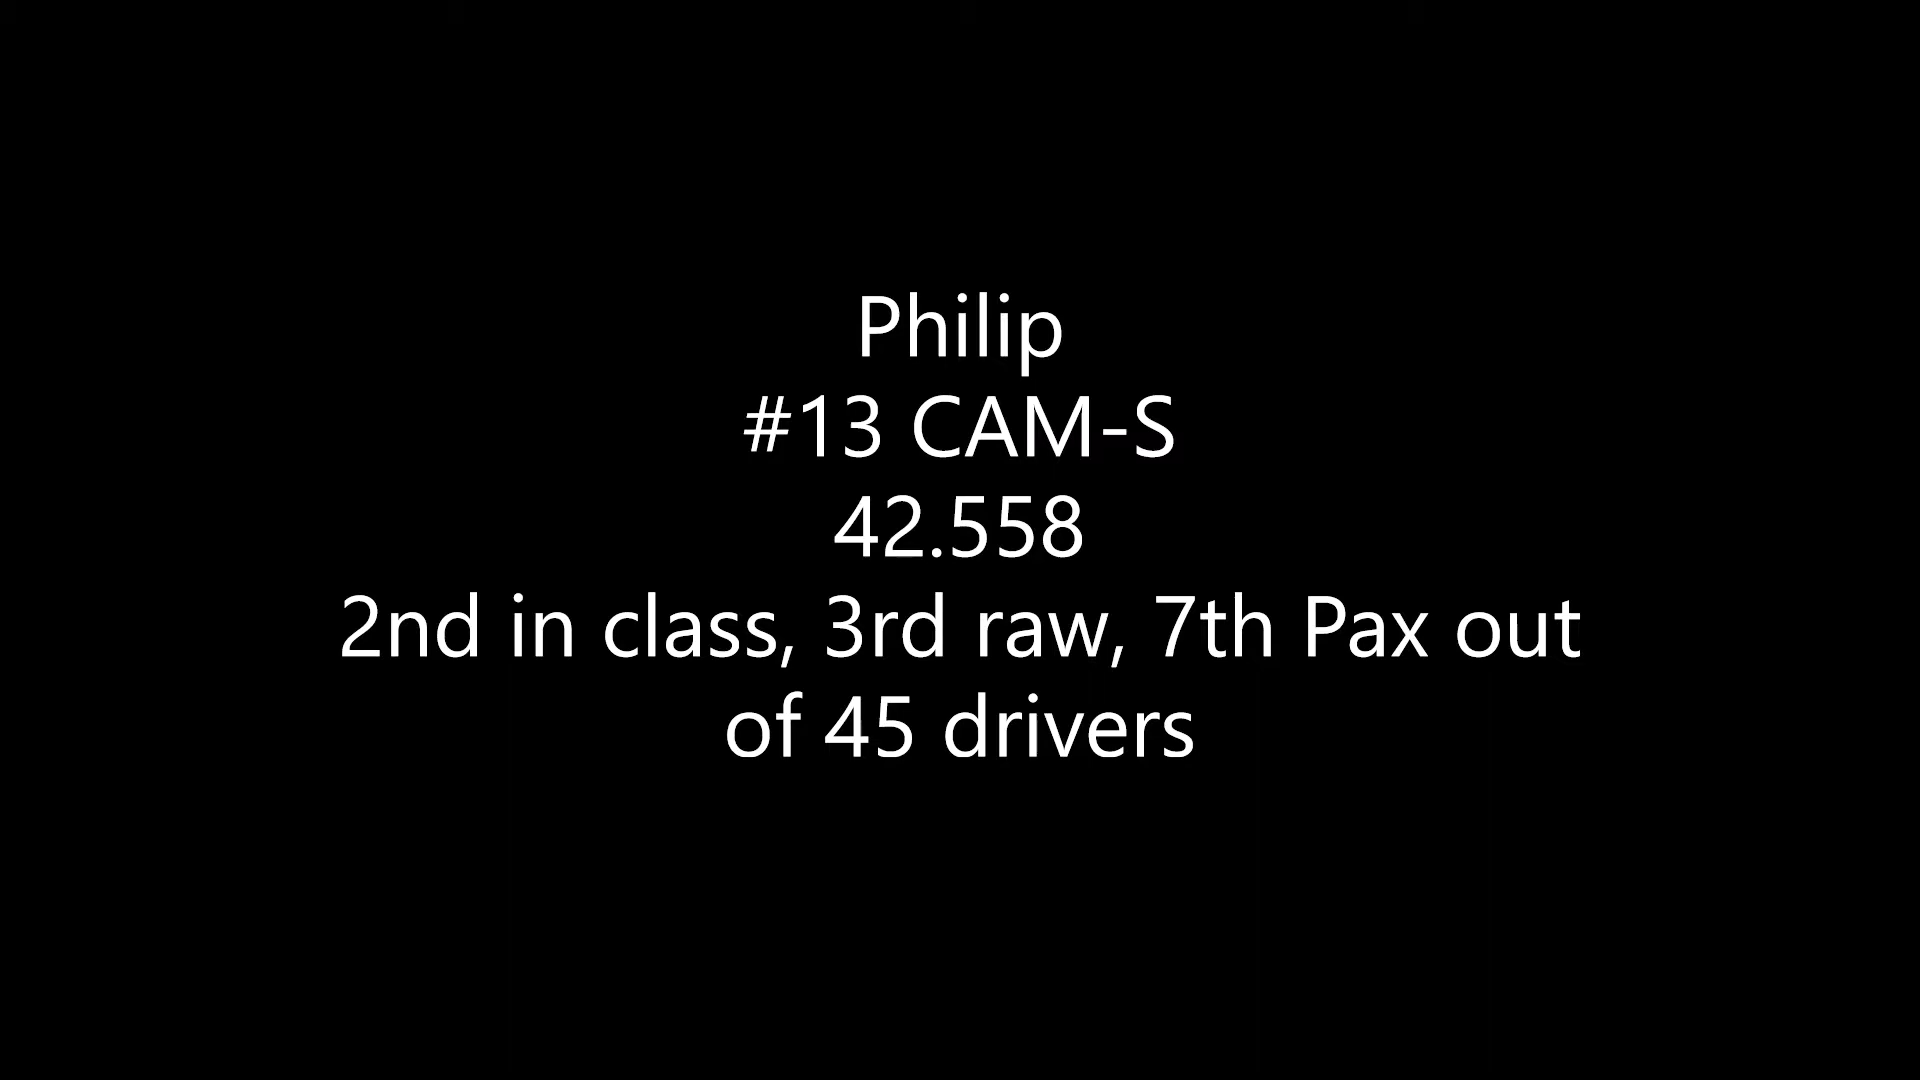 Philip
#13 CAM-S
42.558
2nd in class, 3rd raw, 7th Pax out
of 45 drivers